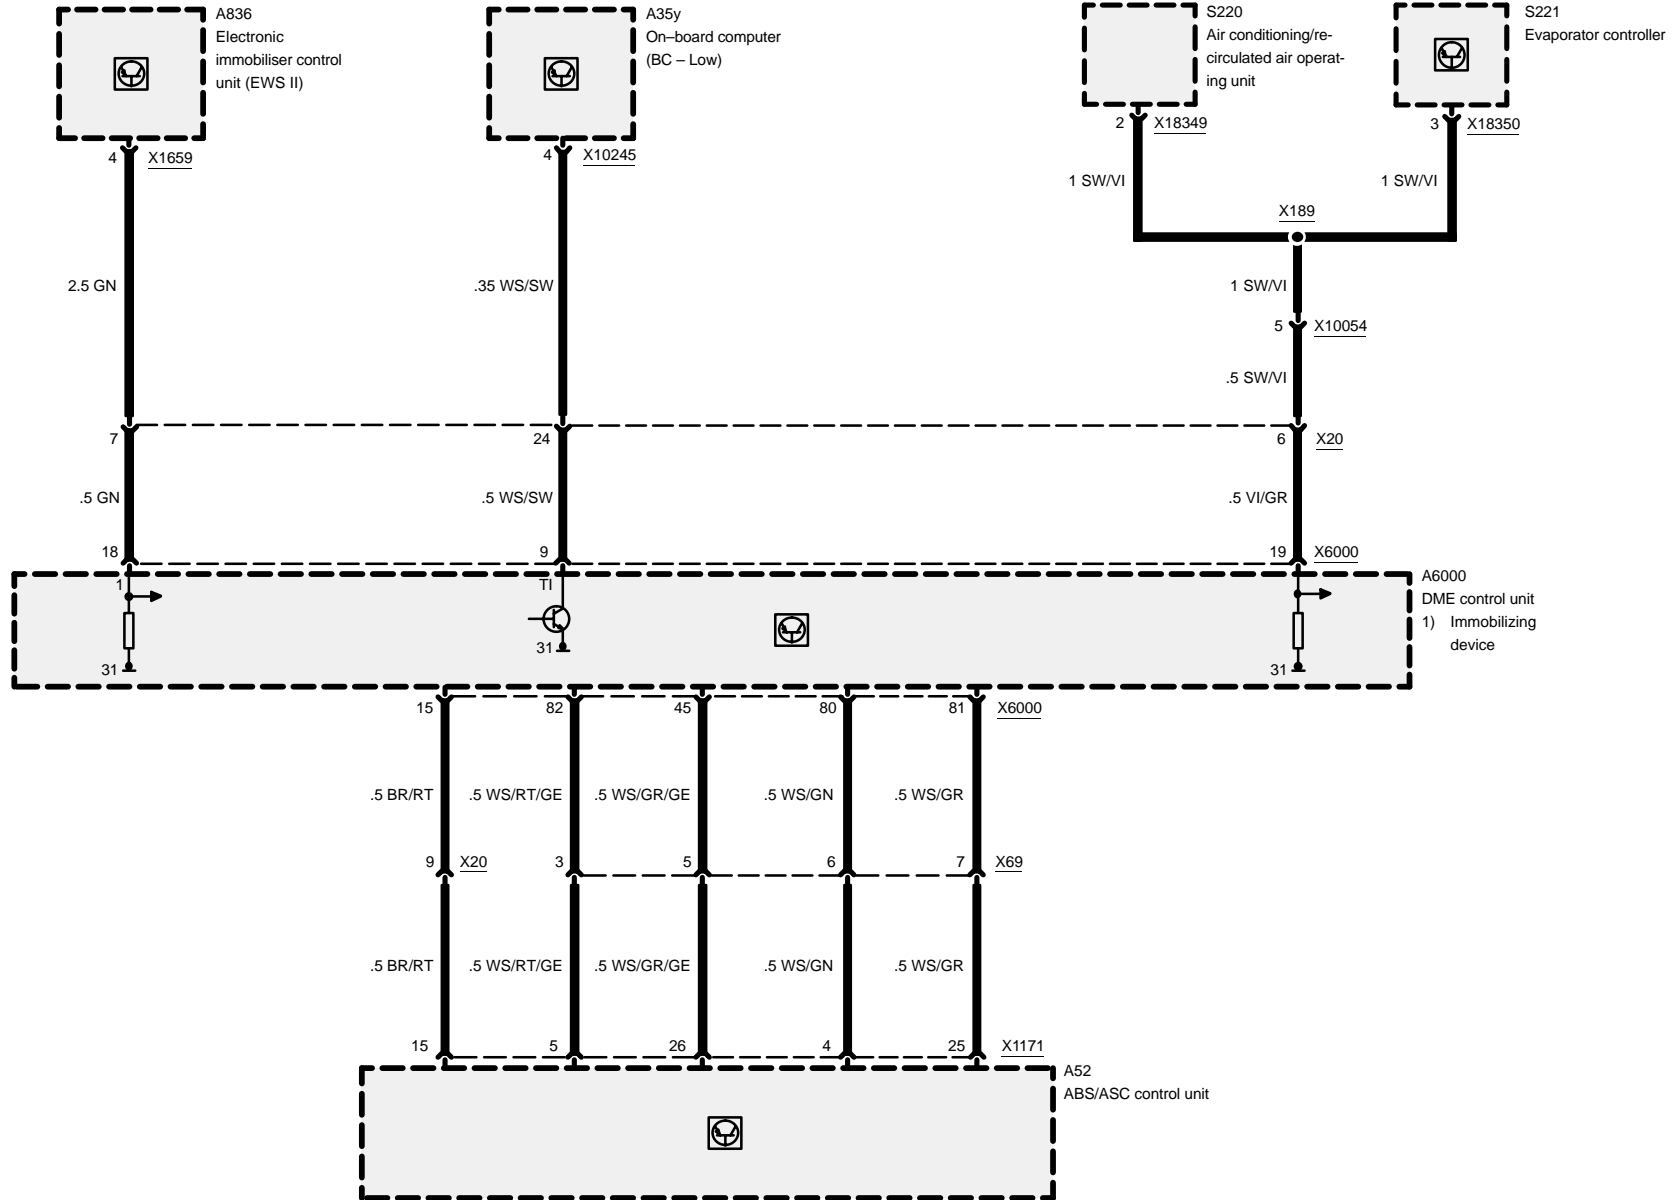 A836
Electronic
immobiliser control
unit (EWS II)
A35y
On–board computer
(BC – Low)
S220
Air conditioning/re-
circulated air operat-
ing unit
S221
Evaporator controller
4 X1659
4 X10245
2 X18349
3 X18350
1 SW/VI
1 SW/VI
X189
2.5 GN
.35 WS/SW
1 SW/VI
5 X10054
.5 SW/VI
7
24
6 X20
.5 GN
.5 WS/SW
.5 VI/GR
18
9
19 X6000
1
TI
31
31
31
A6000
DME control unit
1) Immobilizing
device
15
82
45
80
81 X6000
.5 BR/RT
.5 WS/RT/GE
.5 WS/GR/GE
.5 WS/GN
.5 WS/GR
9 X20
3
5
6
7 X69
.5 BR/RT
.5 WS/RT/GE
.5 WS/GR/GE
.5 WS/GN
.5 WS/GR
15
5
26
4
25 X1171
A52
ABS/ASC control unit